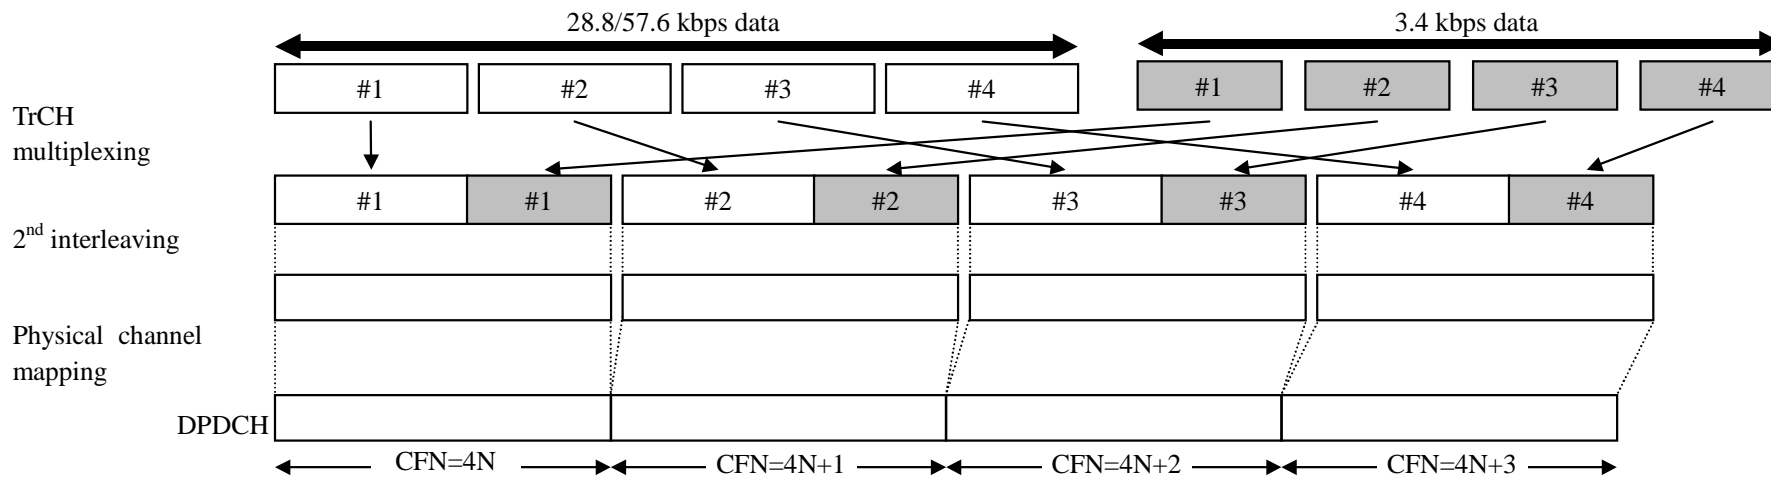 28.8/57.6 kbps data 3.4 kbps data
#1 #2 #3 #4 #1 #2 #3 #4
TrCH
multiplexing
#1 #1 #2 #2 #3 #3 #4 #4
2nd interleaving
Physical channel
mapping
DPDCH
CFN=4N CFN=4N+1 CFN=4N+2 CFN=4N+3